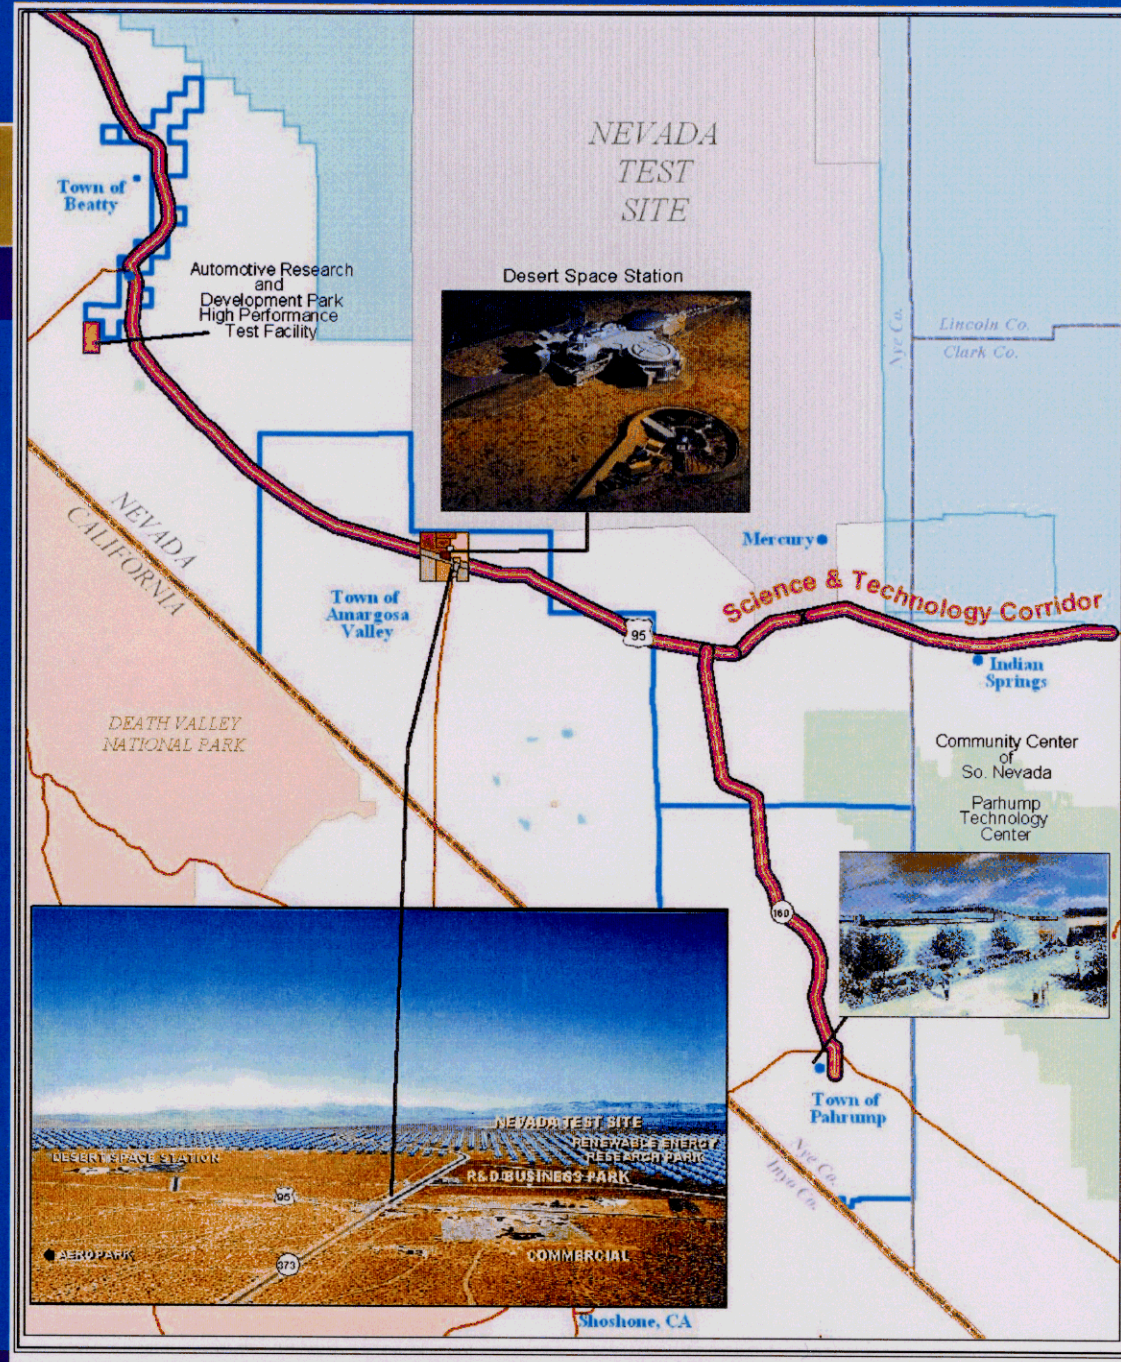 NEVADA
TEST
SITE
Town of
Beatty
Automotive Research
and
Development Park
High Performance
Test Facility
Desert Space Station
Nye Co.
Lincoln Co.
Clark Co.
NEVADA
CALIFORNIA
Mercury
Science & Technology Corridor
Town of
Amargosa
Valley
95
Indian
Springs
DEATH VALLEY
NATIONAL PARK
Community Center
of
So. Nevada
Parhump
Technology
Center
160
Town of
Pahrump
Nye Co.
Inyo Co.
NEVADA TEST SITE
RENEWABLE ENERGY
RESEARCH PARK
DESERT SPACE STATION
R&D BUSINESS PARK
95
AEROPARK
COMMERCIAL
373
Shoshone, CA